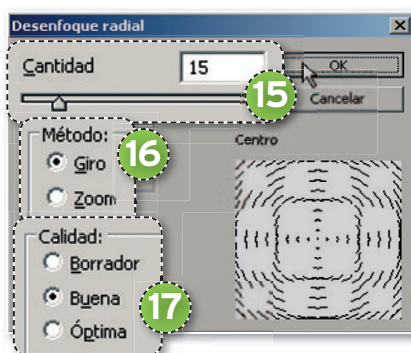 Desenfoque radial
Cantidad 15 OK
15
Cancelar
Método: 16 Centro
Giro
Zoom
Calidad:
Borrador
Buena 17
Óptima